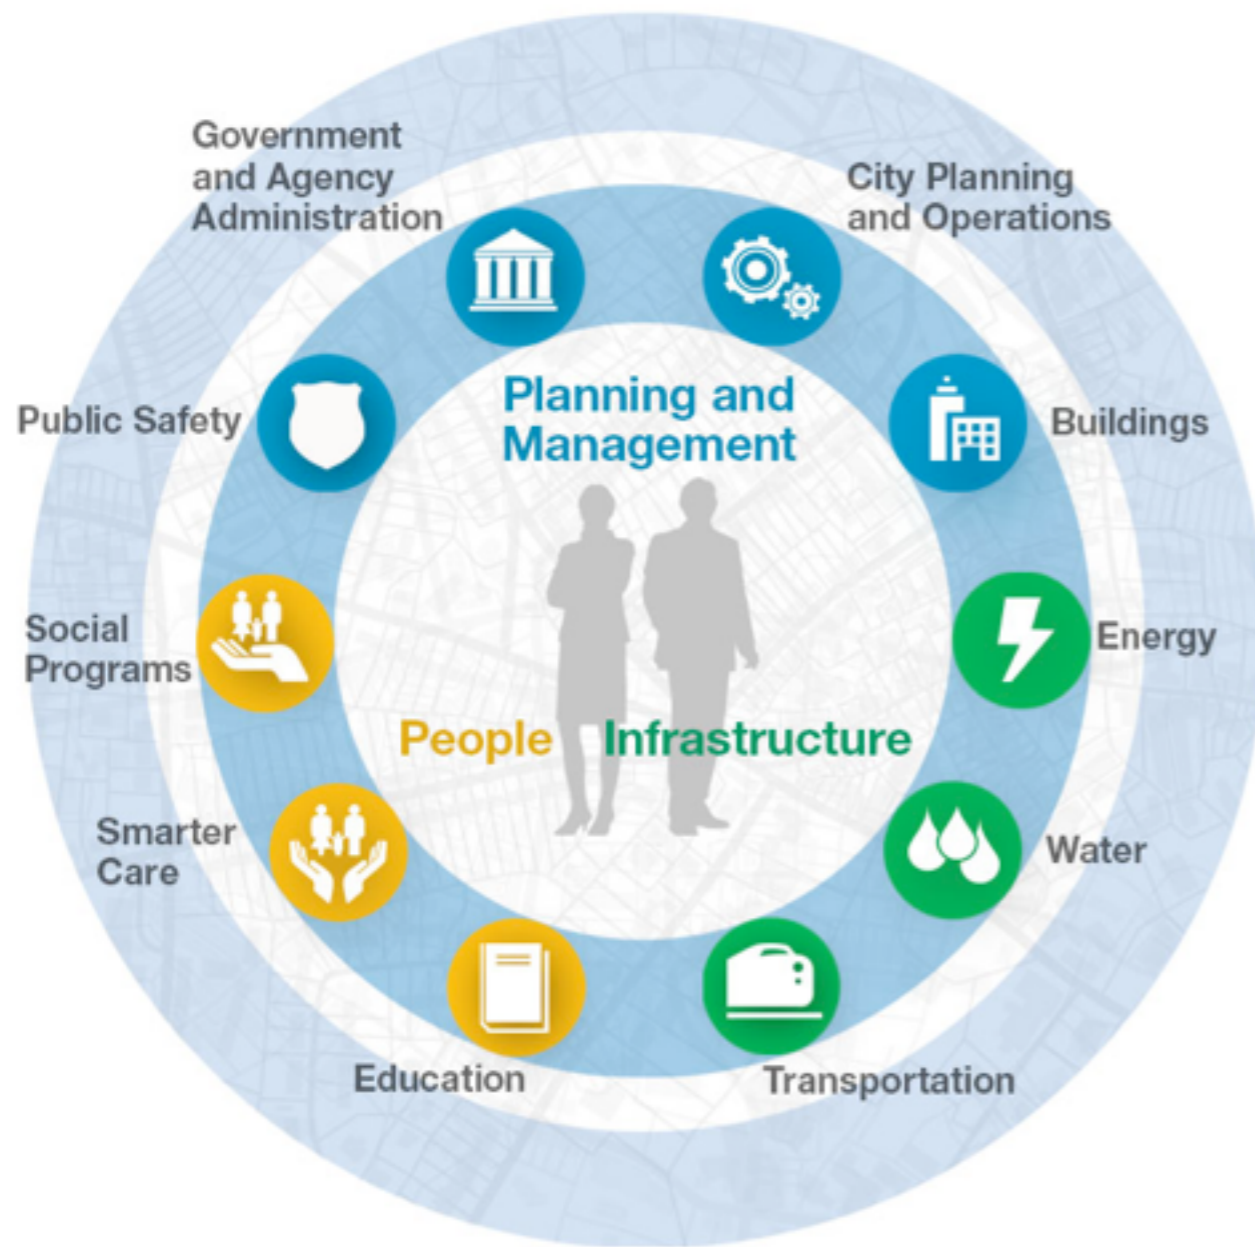 Government
and Agency
Administration
City Planning
and Operations
Public Safety
Planning and
Management
Buildings
Social
Programs
Energy
People
Infrastructure
Smarter
Care
Water
Education
Transportation